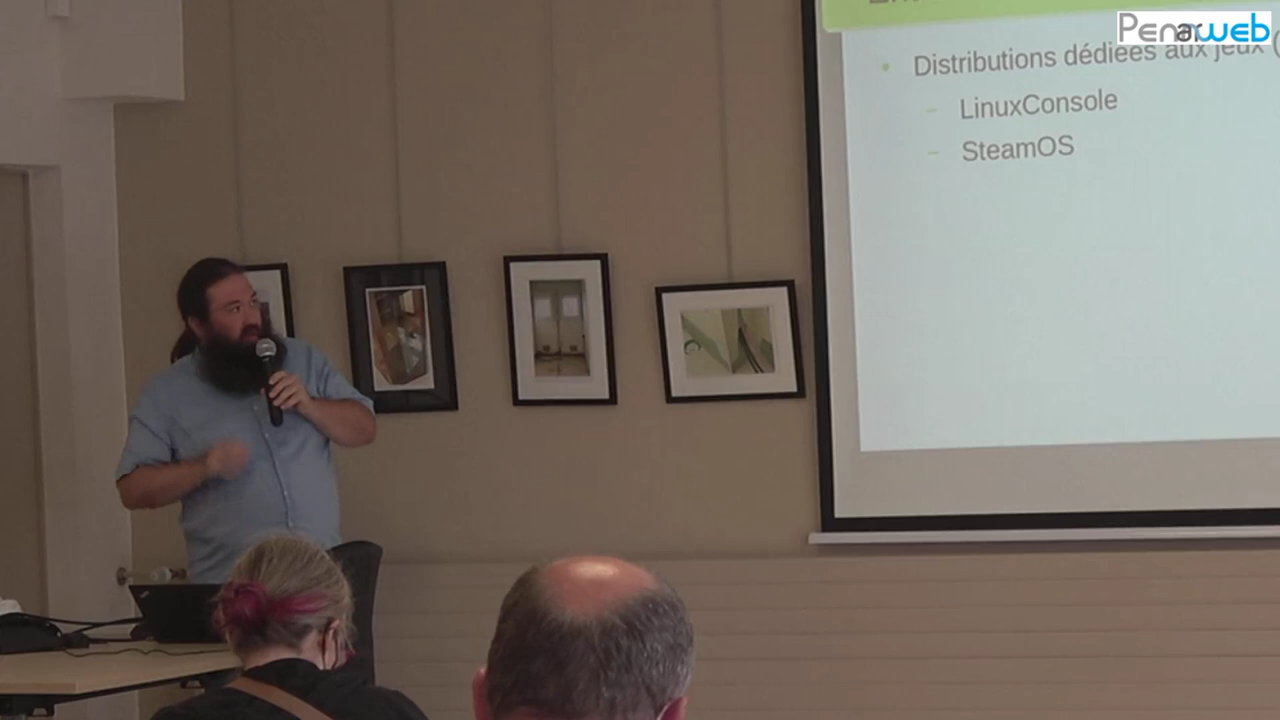 Penarweb
Distributions dédiées aux jeux (
– LinuxConsole
– SteamOS